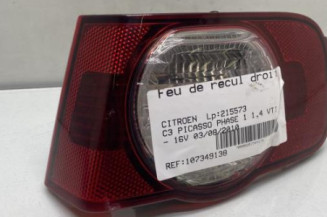 Feu de recul droit
CITROEN Lp:215573
C3 PICASSO PHASE 1 1.4 VTI
- 16V 03/08/2010
REF:107349138